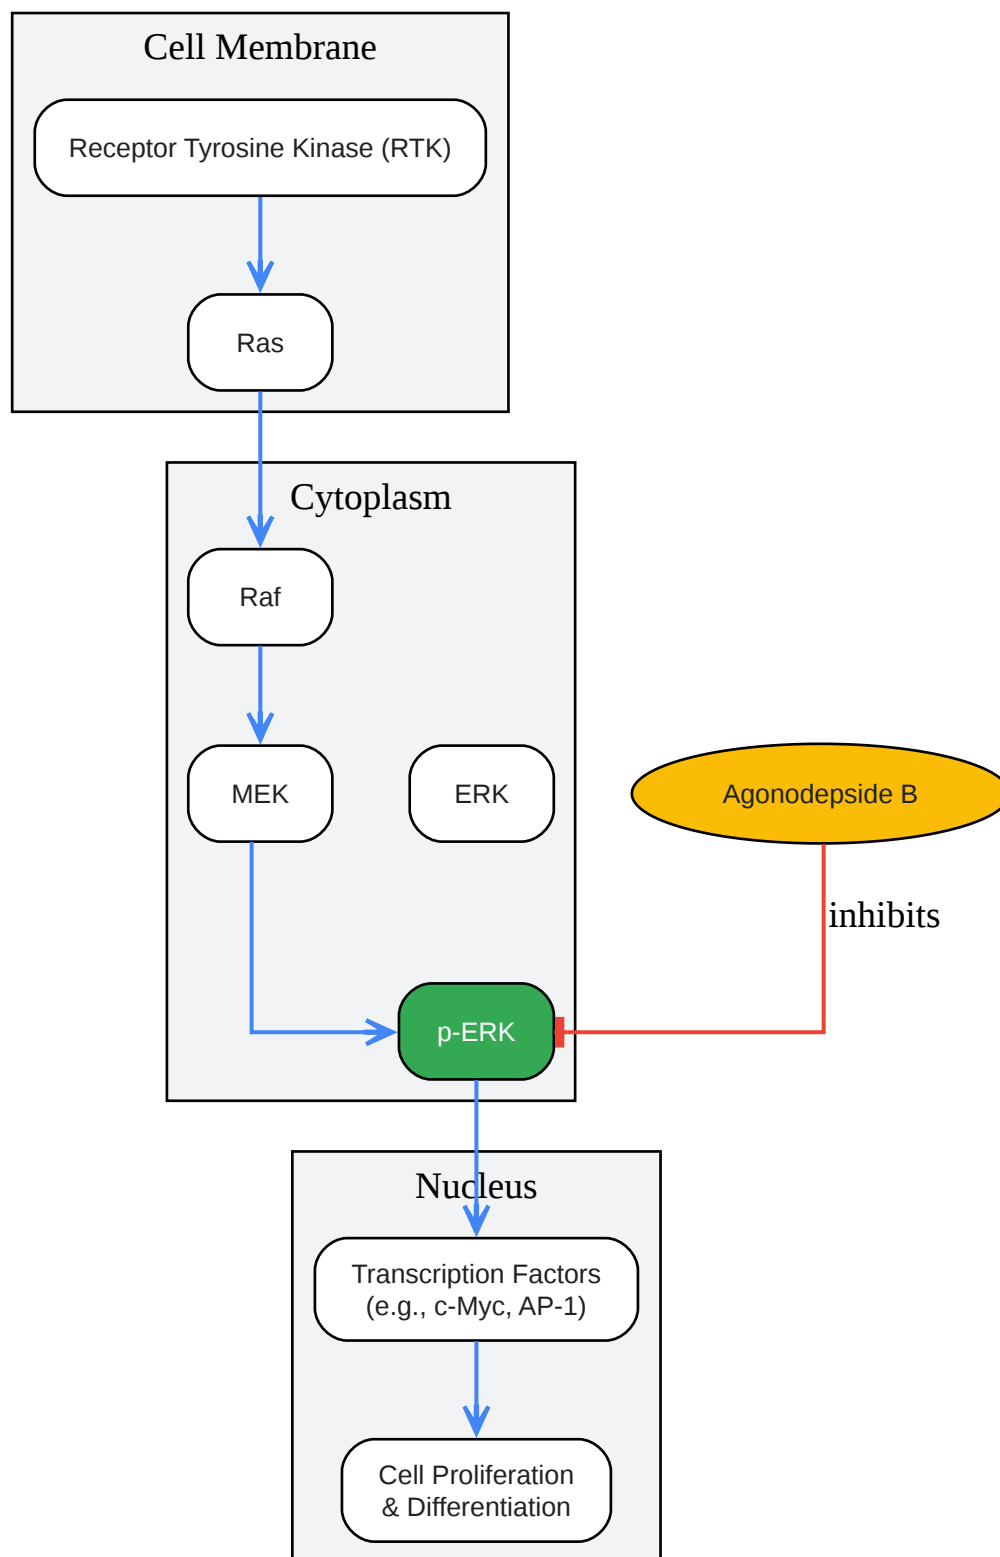 Cell Membrane
Receptor Tyrosine Kinase (RTK)
Ras
Cytoplasm
Raf
MEK
ERK
Agonodepside B
inhibits
p-ERK
Nucleus
Transcription Factors
(e.g., c-Myc, AP-1)
Cell Proliferation
& Differentiation